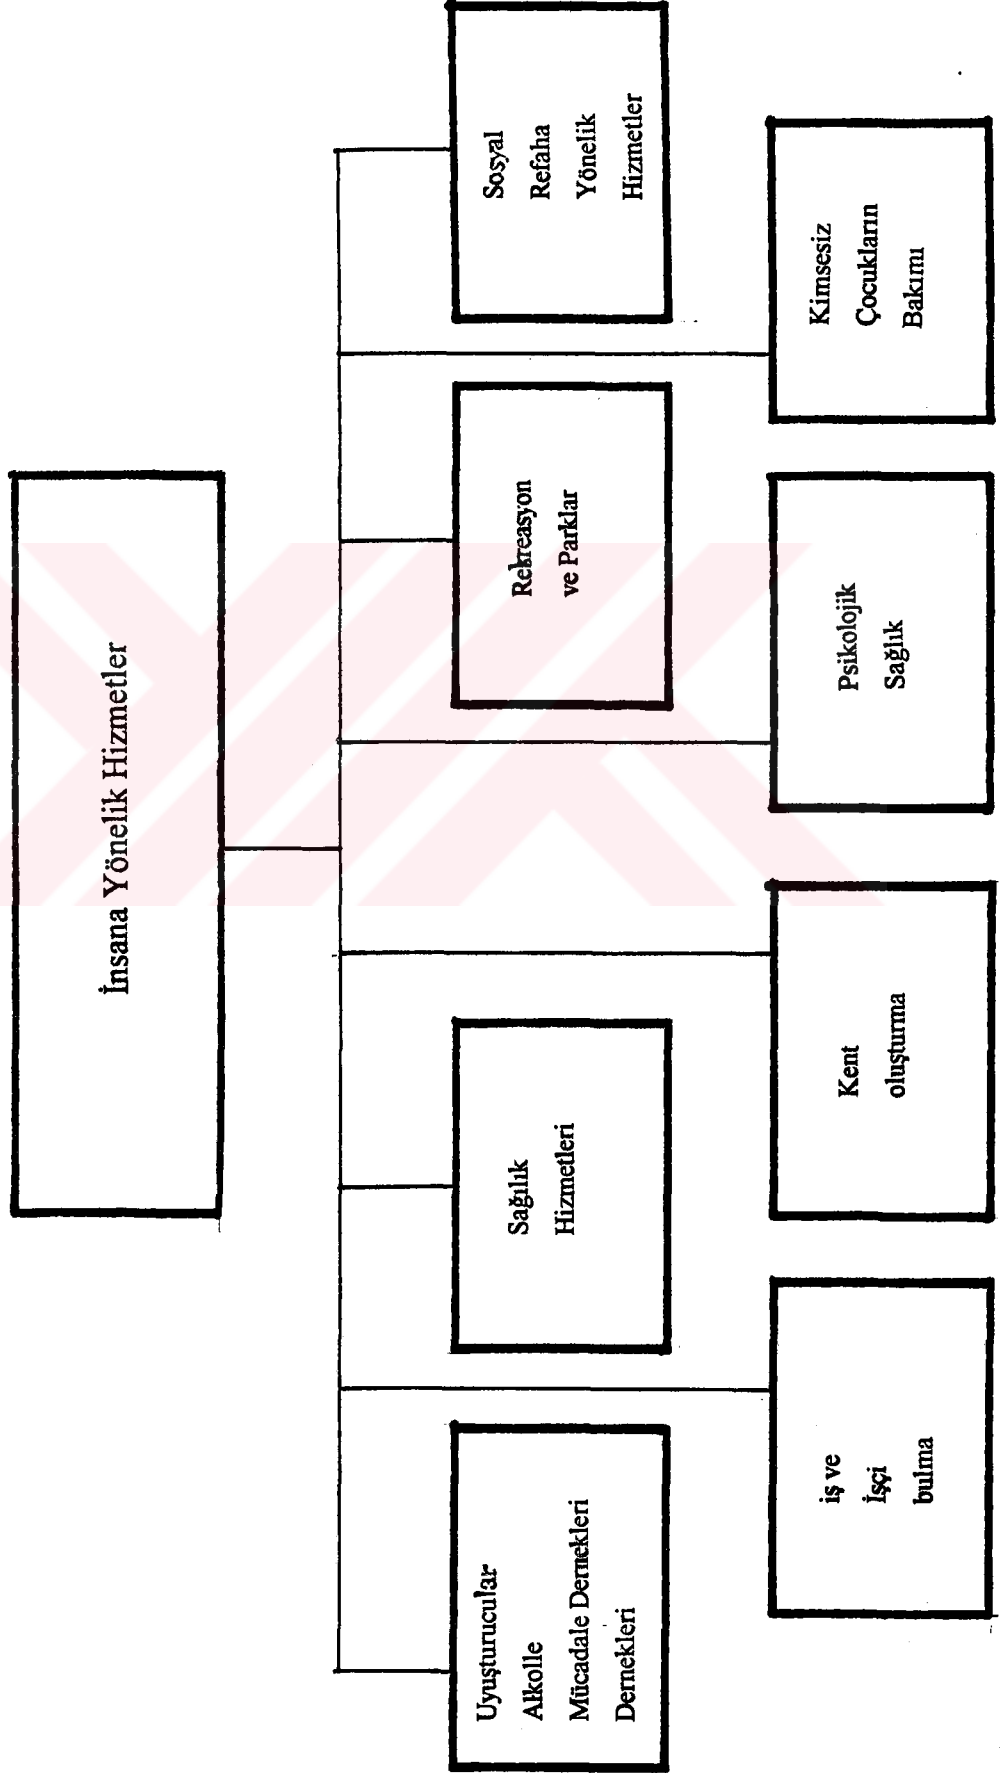 İnsana Yönelik Hizmetler
Uyuşturucular
Alkolle
Mücadale Dernekleri
Dernekleri
Sağılık
Hizmetleri
Rekreasyon
ve Parklar
Sosyal
Refaha
Yönelik
Hizmetler
iş ve
İşçi
bulma
Kent
oluşturma
Psikolojik
Sağlık
Kimsesiz
Çocukların
Bakımı